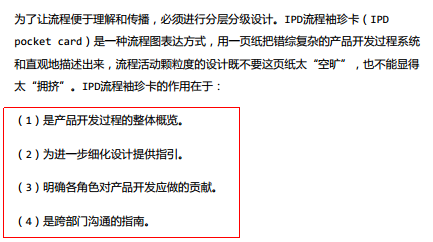 为了让流程便于理解和传播，必须进行分层分级设计。IPD流程袖珍卡（IPD
pocket card）是一种流程图表达方式，用一页纸把错综复杂的产品开发过程系统
和直观地描述出来，流程活动颗粒度的设计既不要这页纸太“空旷”，也不能显得
太“拥挤”。IPD流程袖珍卡的作用在于：
（1）是产品开发过程的整体概览。
（2）为进一步细化设计提供指引。
（3）明确各角色对产品开发应做的贡献。
（4）是跨部门沟通的指南。